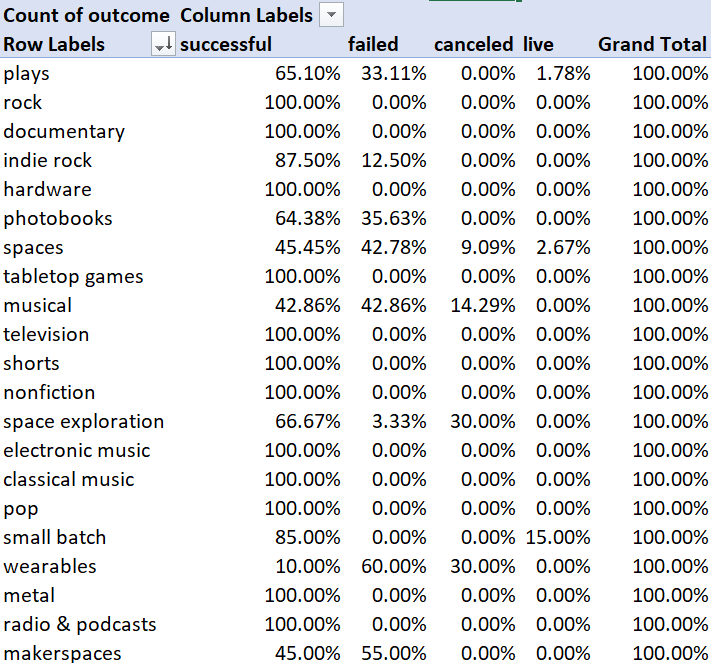 Count of outcome Column Labels
Row Labels successful failed canceled live Grand Total
plays 65.10% 33.11% 0.00% 1.78% 100.00%
rock 100.00% 0.00% 0.00% 0.00% 100.00%
documentary 100.00% 0.00% 0.00% 0.00% 100.00%
indie rock 87.50% 12.50% 0.00% 0.00% 100.00%
hardware 100.00% 0.00% 0.00% 0.00% 100.00%
photobooks 64.38% 35.63% 0.00% 0.00% 100.00%
spaces 45.45% 42.78% 9.09% 2.67% 100.00%
tabletop games 100.00% 0.00% 0.00% 0.00% 100.00%
musical 42.86% 42.86% 14.29% 0.00% 100.00%
television 100.00% 0.00% 0.00% 0.00% 100.00%
shorts 100.00% 0.00% 0.00% 0.00% 100.00%
nonfiction 100.00% 0.00% 0.00% 0.00% 100.00%
space exploration 66.67% 3.33% 30.00% 0.00% 100.00%
electronic music 100.00% 0.00% 0.00% 0.00% 100.00%
classical music 100.00% 0.00% 0.00% 0.00% 100.00%
pop 100.00% 0.00% 0.00% 0.00% 100.00%
small batch 85.00% 0.00% 0.00% 15.00% 100.00%
wearables 10.00% 60.00% 30.00% 0.00% 100.00%
metal 100.00% 0.00% 0.00% 0.00% 100.00%
radio & podcasts 100.00% 0.00% 0.00% 0.00% 100.00%
makerspaces 45.00% 55.00% 0.00% 0.00% 100.00%